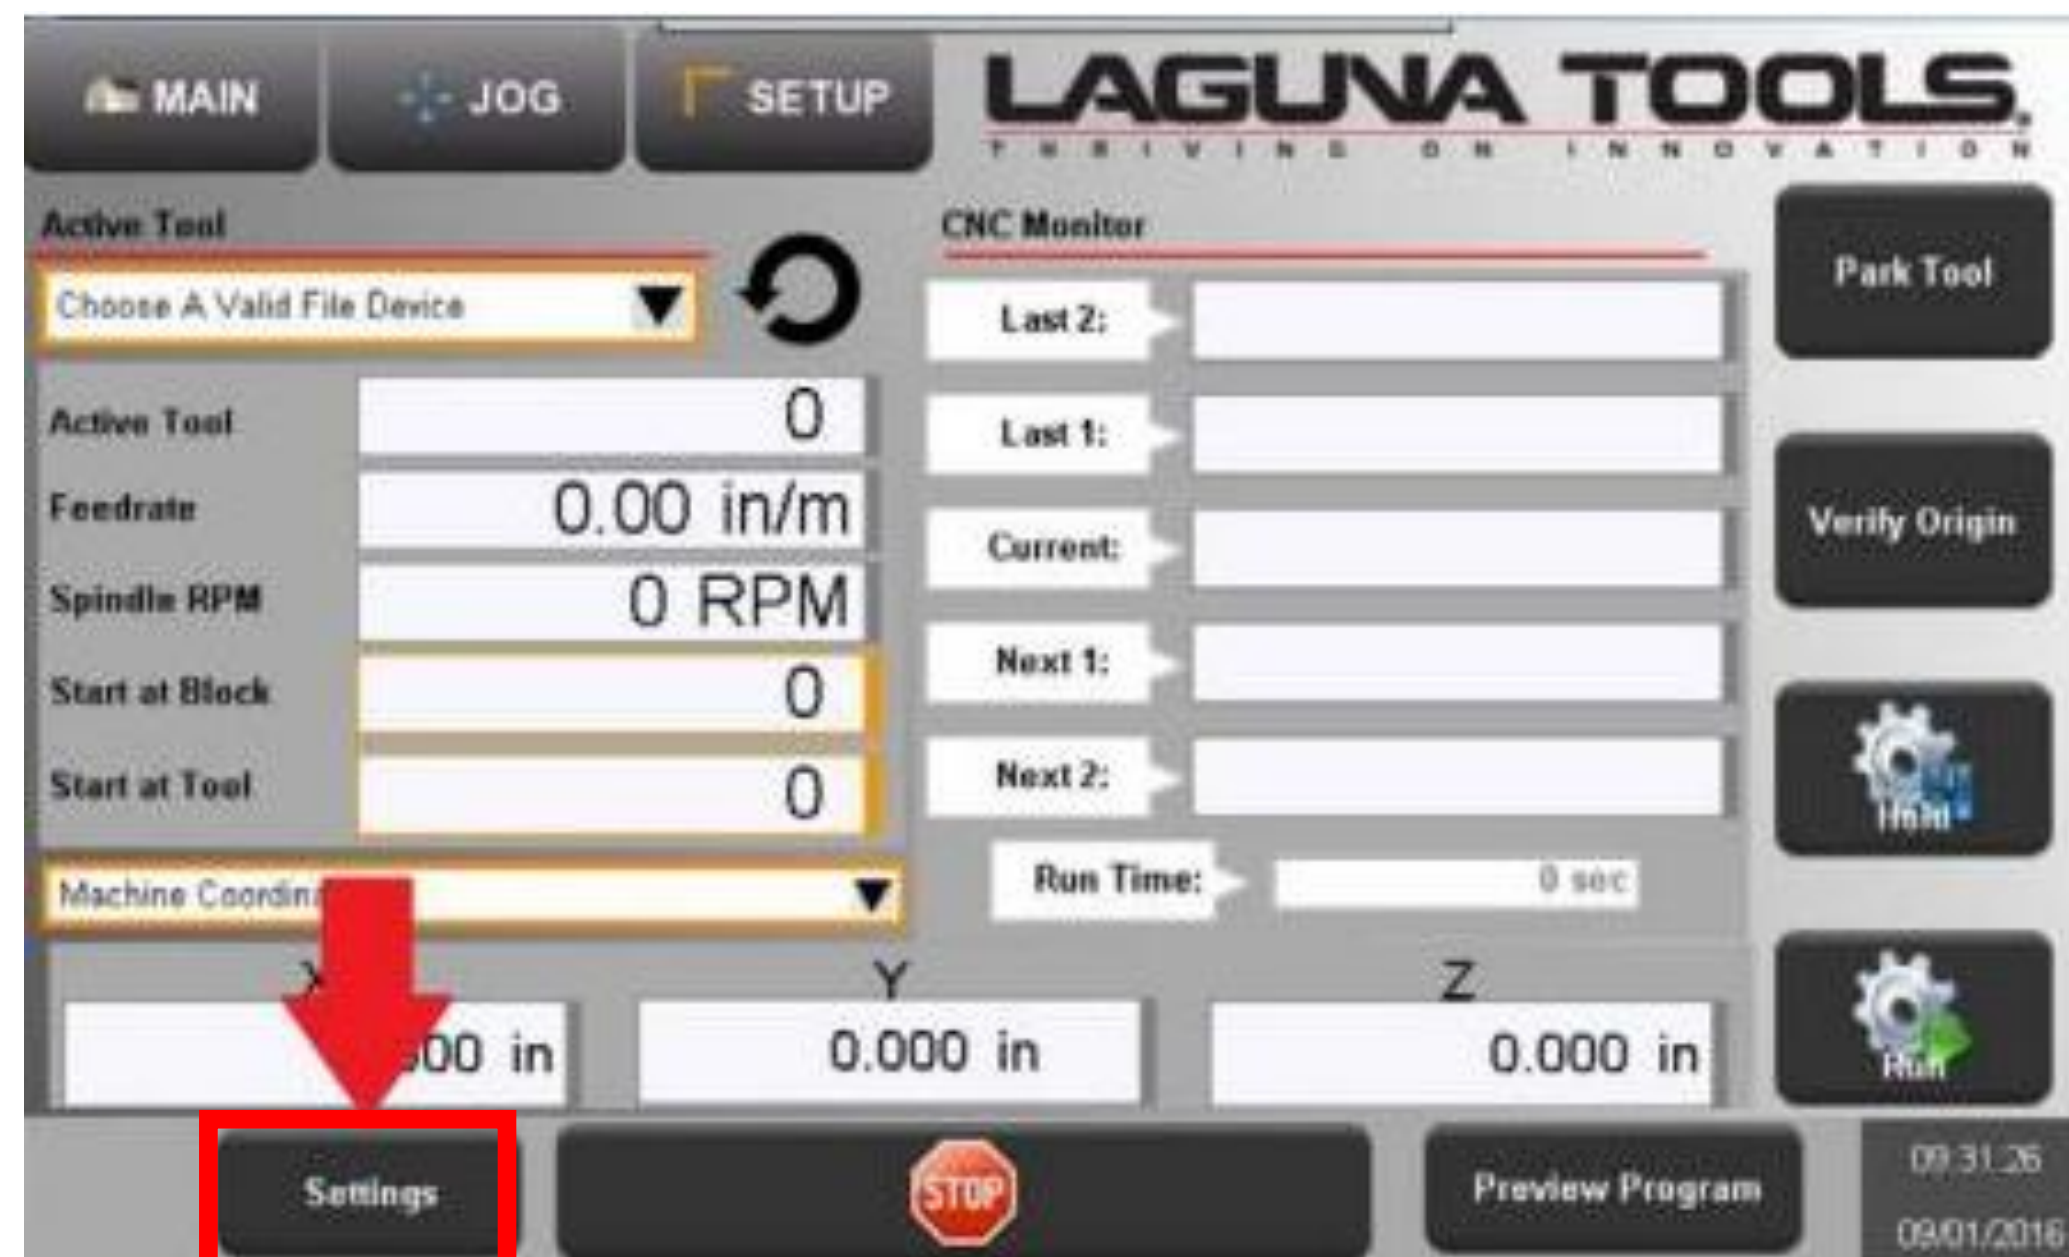 MAIN
JOG
SETUP
LAGUNA TOOLS
THRIVING ON INNOVATION
Active Tool
Choose A Valid File Device
Active Tool 0
Feedrate 0.00 in/m
Spindle RPM 0 RPM
Start at Block 0
Start at Tool 0
CNC Monitor
Last 2:
Last 1:
Current:
Next 1:
Next 2:
Run Time: 0 sec
Park Tool
Verify Origin
Hold
Run
Machine
X Y Z
in 0.000 in 0.000 in
Settings
STOP
Preview Program
09:31:26
09/01/2016